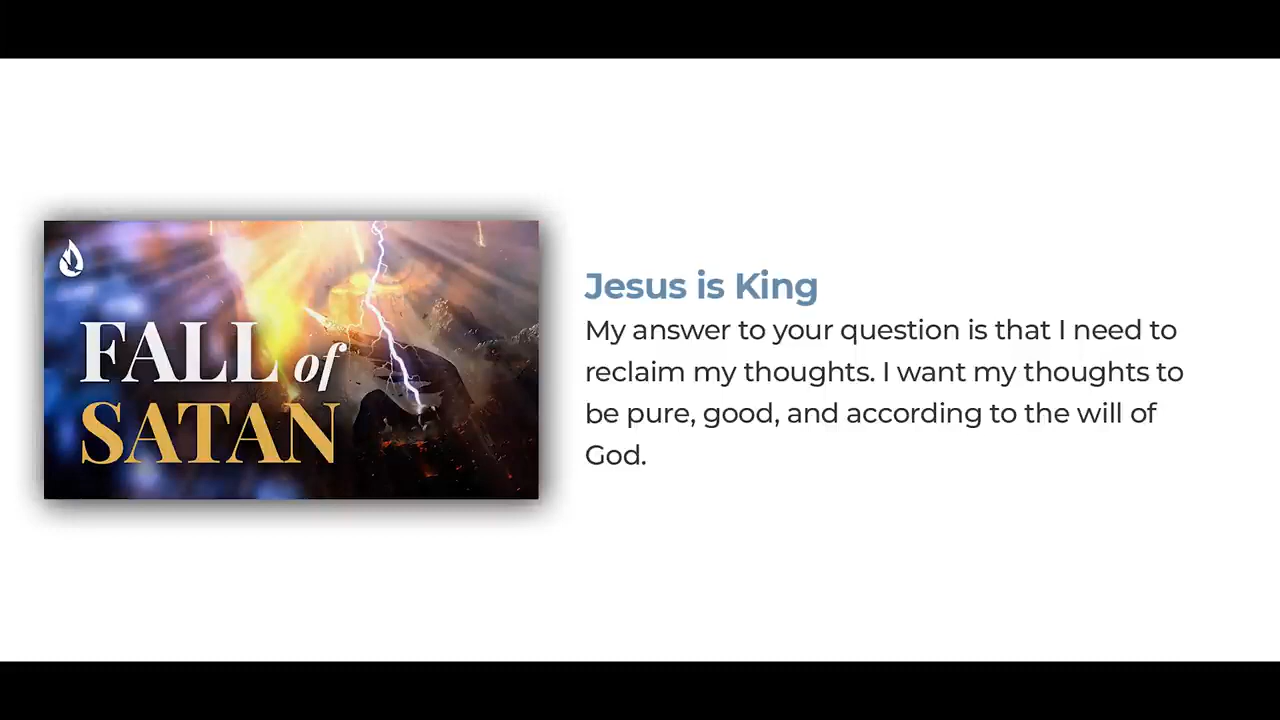 FALL of
SATAN
Jesus is King
My answer to your question is that I need to
reclaim my thoughts. I want my thoughts to
be pure, good, and according to the will of
God.